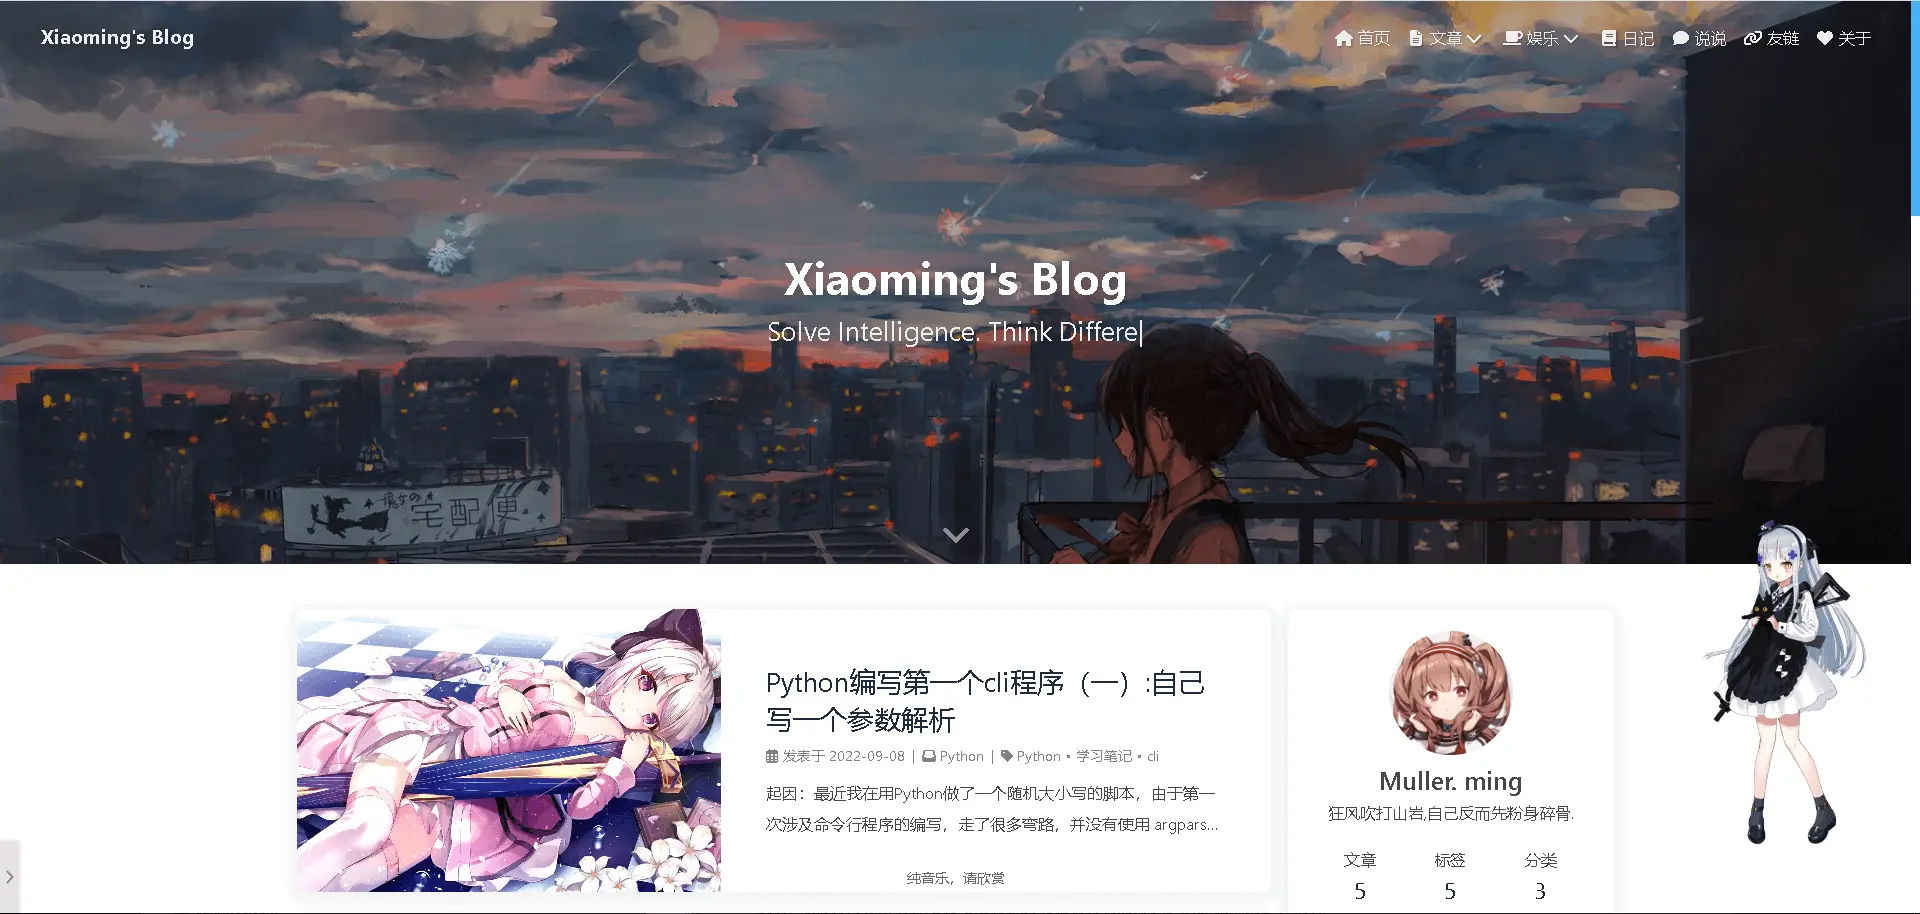 Xiaoming's Blog
首页 文章 娱乐 日记 说说 友链 关于
Xiaoming's Blog
Solve Intelligence. Think Differe|
魔女の
宅配便
Python编写第一个cli程序（一）:自己
写一个参数解析
发表于 2022-09-08 | Python | Python • 学习笔记 • cli
起因：最近我在用Python做了一个随机大小写的脚本，由于第一
次涉及命令行程序的编写，走了很多弯路，并没有使用 argpars...
纯音乐，请欣赏
Muller. ming
狂风吹打山岩,自己反而先粉身碎骨.
文章 标签 分类
5 5 3